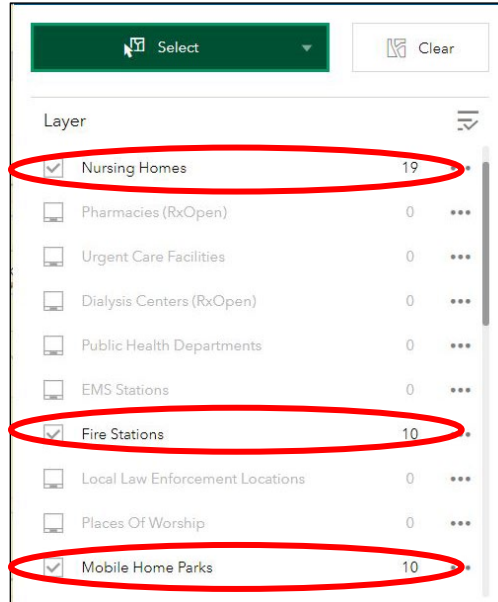 Select Clear
Layer
Nursing Homes 19
Pharmacies (RxOpen) 0
Urgent Care Facilities 0
Dialysis Centers (RxOpen) 0
Public Health Departments 0
EMS Stations 0
Fire Stations 10
Local Law Enforcement Locations 0
Places Of Worship 0
Mobile Home Parks 10